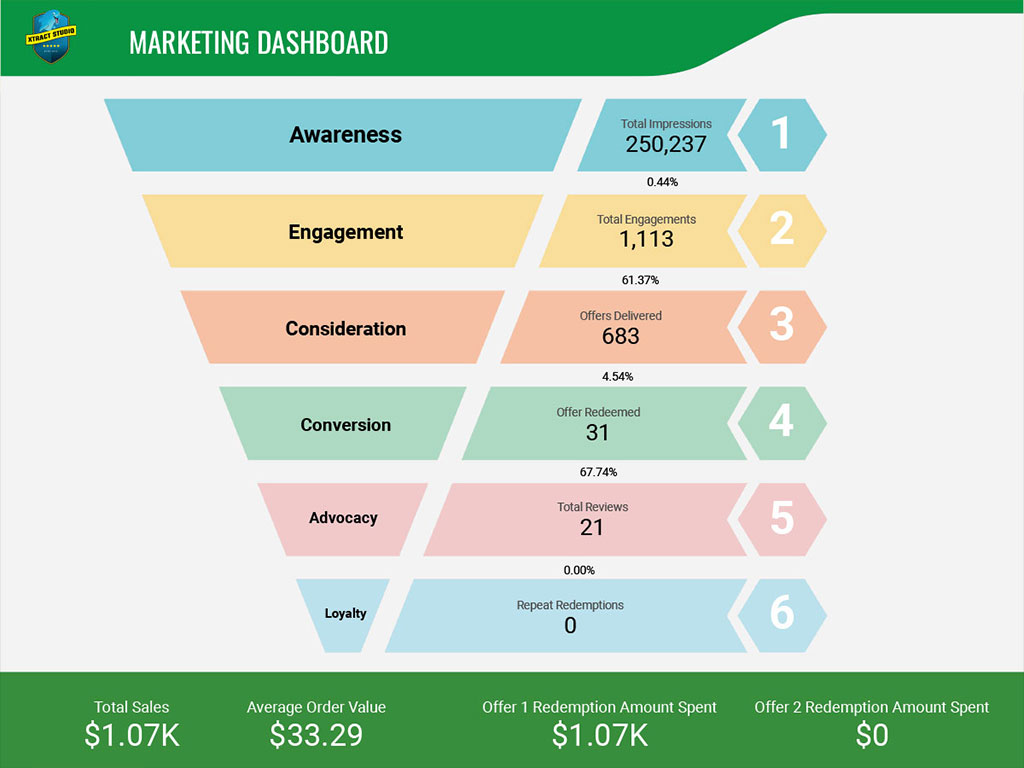 XTRACT STUDIO
MARKETING DASHBOARD
Awareness
Total Impressions
250,237
1
0.44%
Engagement
Total Engagements
1,113
2
61.37%
Consideration
Offers Delivered
683
3
4.54%
Conversion
Offer Redeemed
31
4
67.74%
Advocacy
Total Reviews
21
5
0.00%
Loyalty
Repeat Redemptions
0
6
Total Sales
$1.07K
Average Order Value
$33.29
Offer 1 Redemption Amount Spent
$1.07K
Offer 2 Redemption Amount Spent
$0